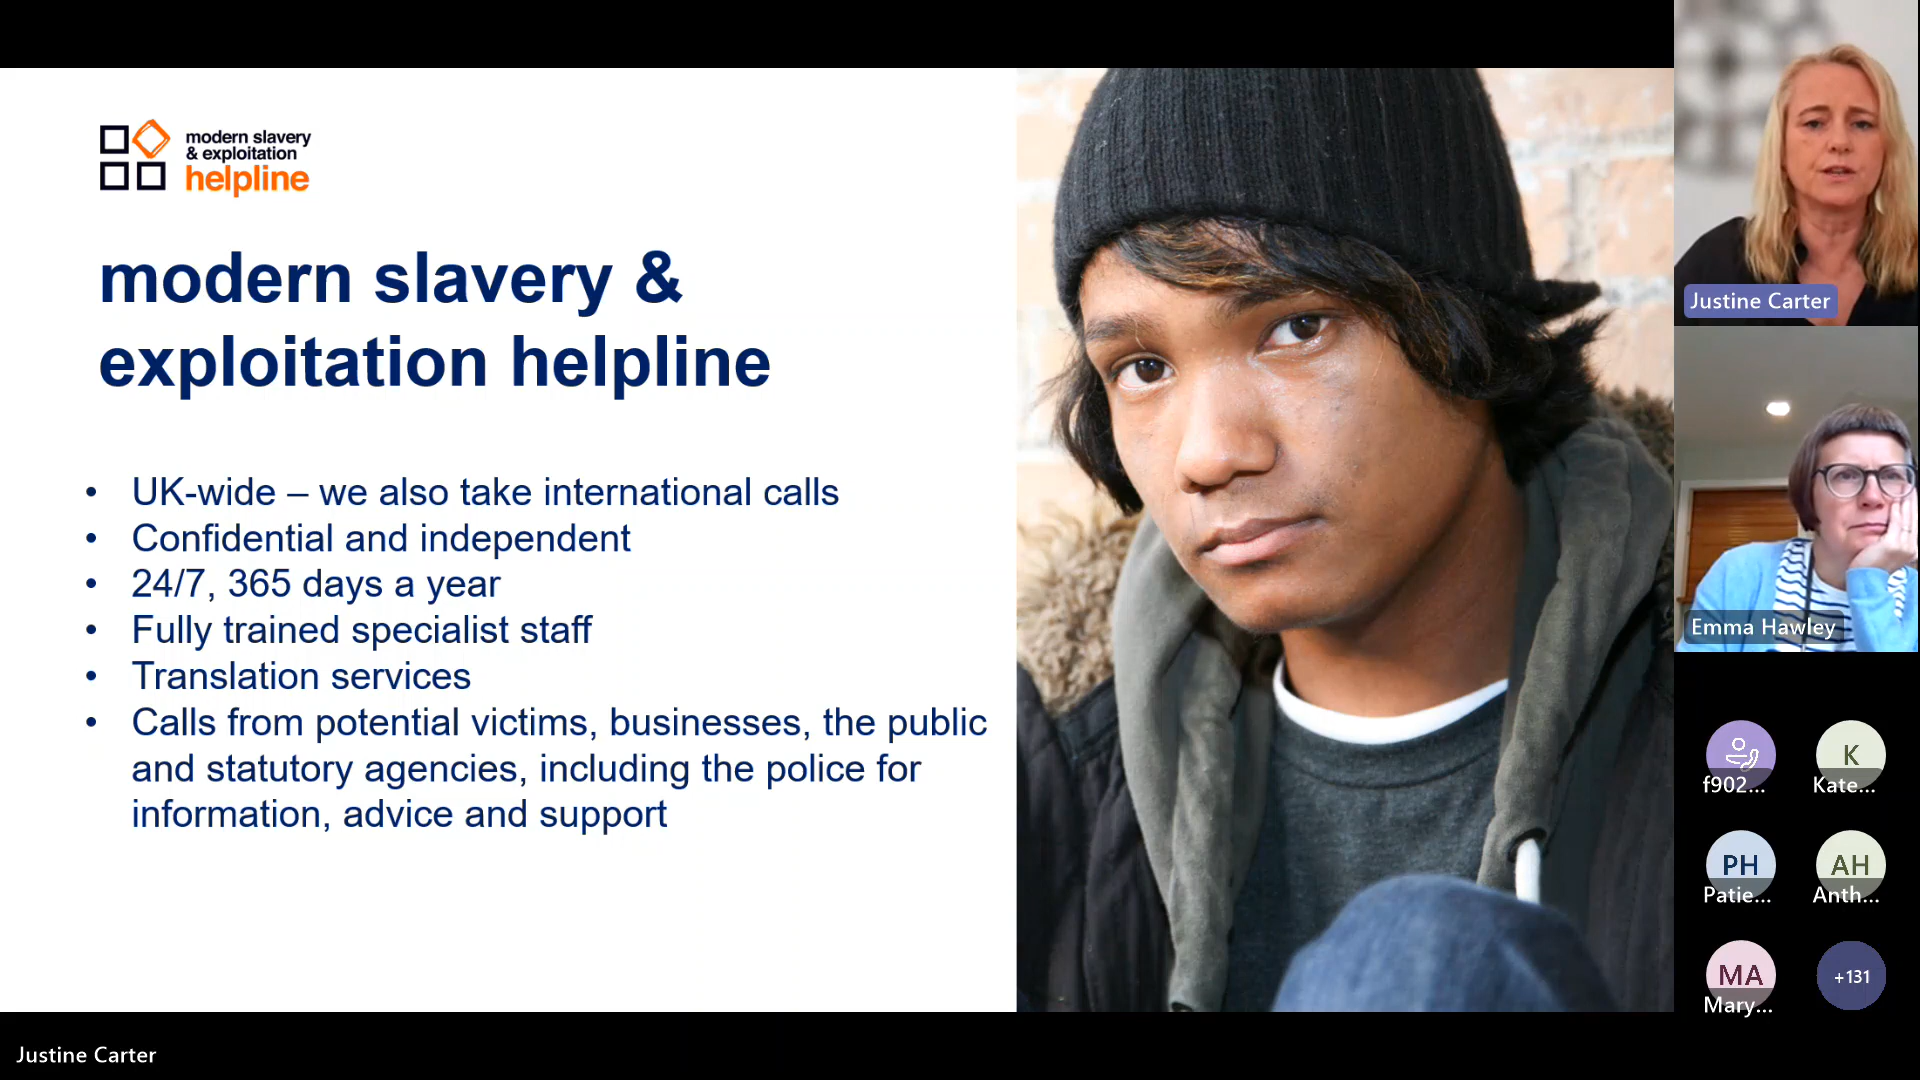 modern slavery
& exploitation
helpline
modern slavery &
exploitation helpline
• UK-wide – we also take international calls
• Confidential and independent
• 24/7, 365 days a year
• Fully trained specialist staff
• Translation services
• Calls from potential victims, businesses, the public
and statutory agencies, including the police for
information, advice and support
Justine Carter
Emma Hawley
f902...
K
Kate...
PH
Patie...
AH
Anth...
MA
Mary...
+131
Justine Carter